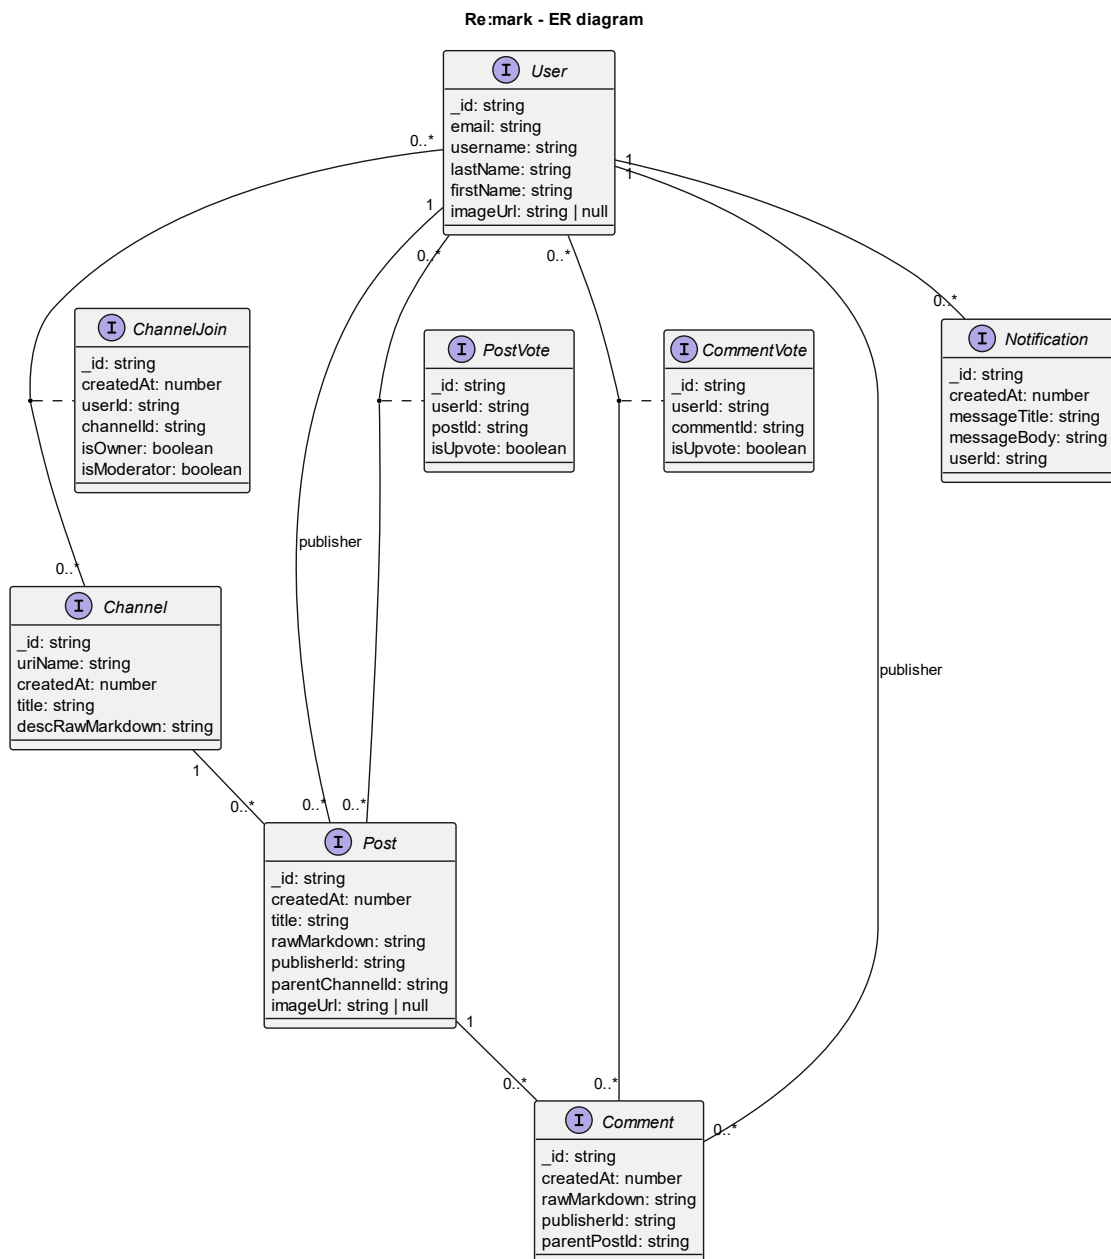 Re:mark - ER diagram
I User
_id: string
email: string
username: string
lastName: string
firstName: string
imageUrl: string | null
0..*
1
0..*
0..*
1
1
I ChannelJoin
_id: string
createdAt: number
userId: string
channelId: string
isOwner: boolean
isModerator: boolean
I PostVote
_id: string
userId: string
postId: string
isUpvote: boolean
I CommentVote
_id: string
userId: string
commentId: string
isUpvote: boolean
0..*
I Notification
_id: string
createdAt: number
messageTitle: string
messageBody: string
userId: string
publisher
publisher
0..*
I Channel
_id: string
uriName: string
createdAt: number
title: string
descRawMarkdown: string
1
0..*
0..*
0..*
I Post
_id: string
createdAt: number
title: string
rawMarkdown: string
publisherId: string
parentChannelId: string
imageUrl: string | null
1
0..*
0..*
0..*
I Comment
_id: string
createdAt: number
rawMarkdown: string
publisherId: string
parentPostId: string